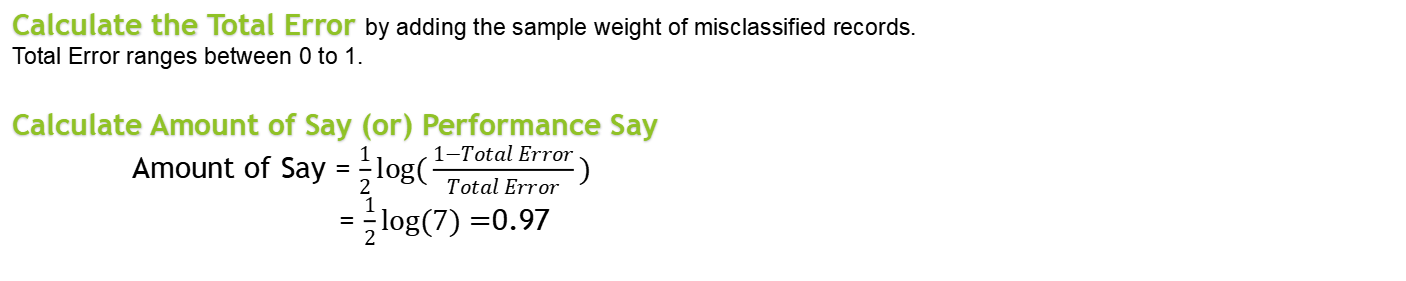 Calculate the Total Error by adding the sample weight of misclassified records.
Total Error ranges between 0 to 1.
Calculate Amount of Say (or) Performance Say
Amount of Say = 1/2 log( 1−Total Error / Total Error )
= 1/2 log(7) =0.97